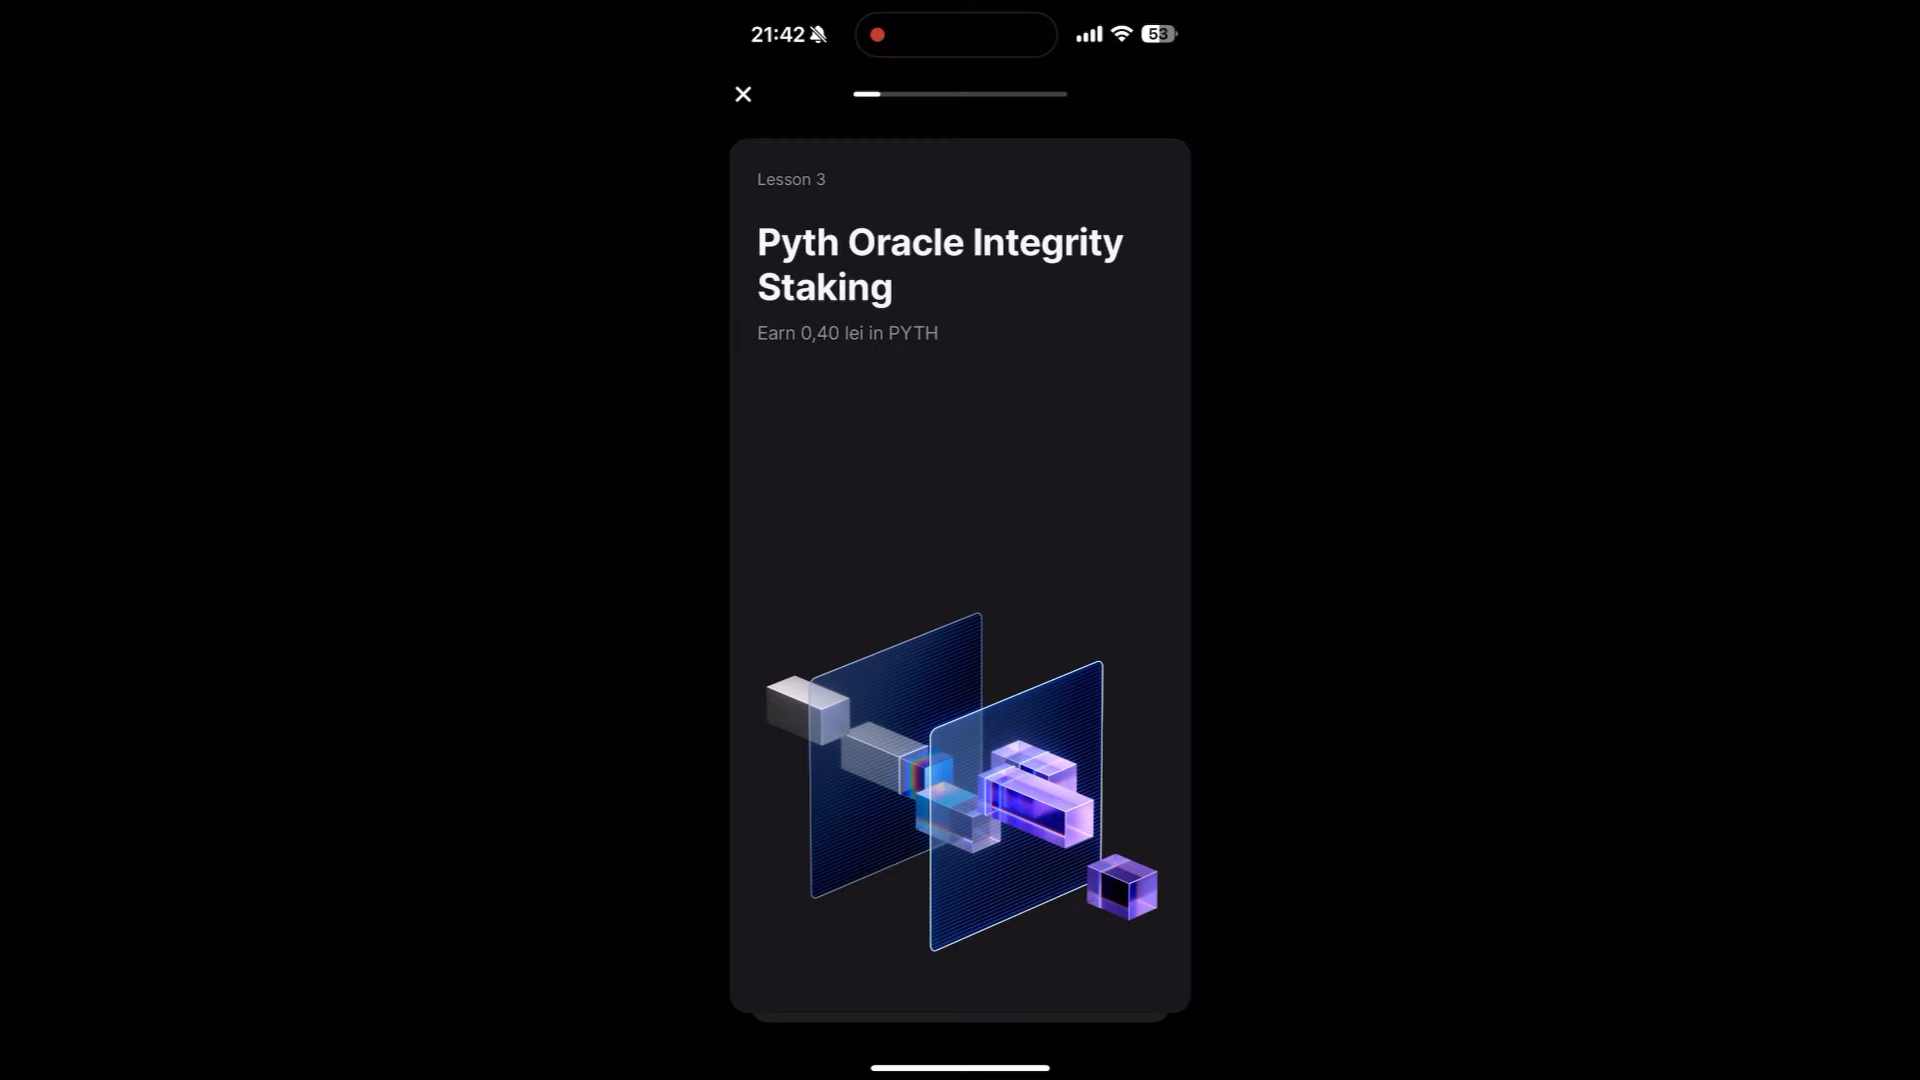 21:42
53
Lesson 3
Pyth Oracle Integrity
Staking
Earn 0,40 lei in PYTH